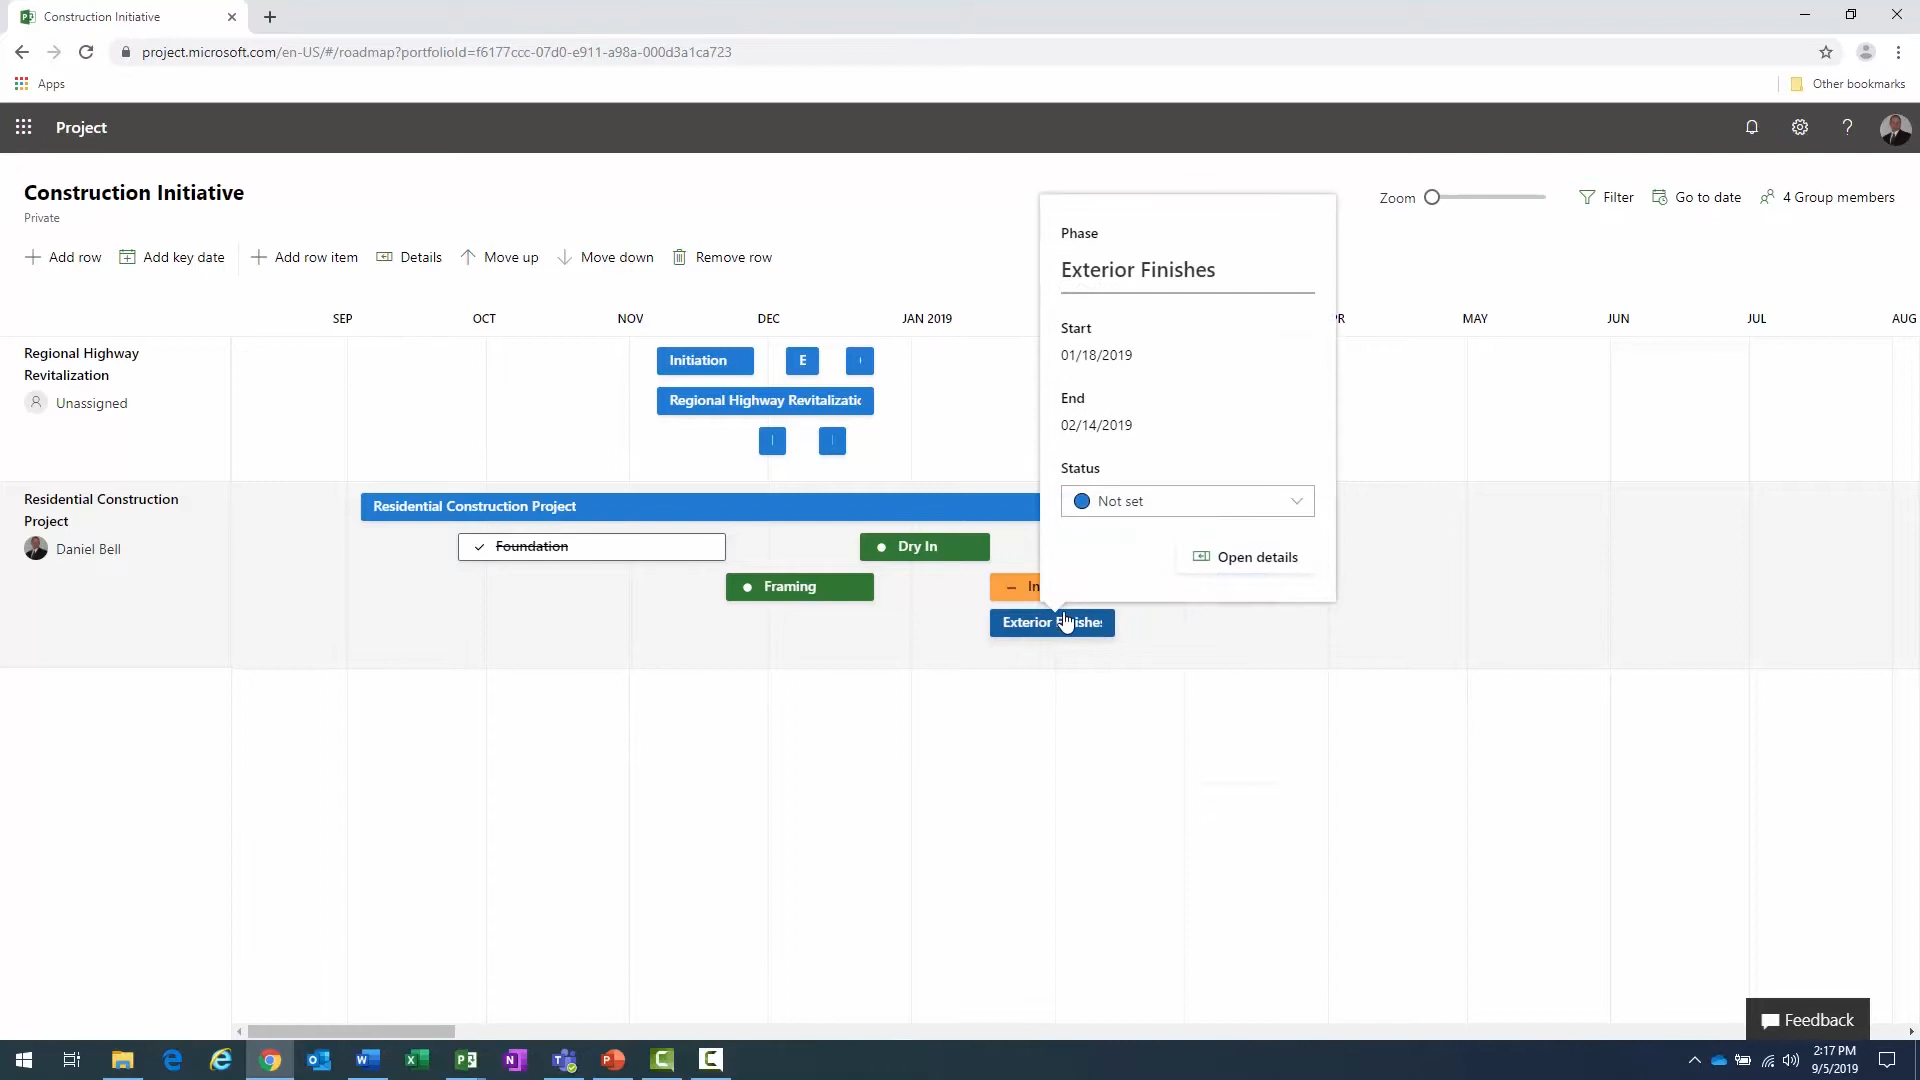 Construction Initiative
project.microsoft.com/en-US/#/roadmap?portfolioId=f6177ccc-07d0-e911-a98a-000d3a1ca723
Apps
Other bookmarks
Project
Construction Initiative
Private
Zoom
Filter
Go to date
4 Group members
Add row
Add key date
Add row item
Details
Move up
Move down
Remove row
SEP
OCT
NOV
DEC
JAN 2019
MAY
JUN
JUL
AUG
Regional Highway
Revitalization
Unassigned
Initiation
E
Regional Highway Revitalizatic
Residential Construction
Project
Daniel Bell
Residential Construction Project
Foundation
Dry In
Framing
In
Exterior
Phase
Exterior Finishes
Start
01/18/2019
End
02/14/2019
Status
Not set
Open details
Feedback
2:17 PM
9/5/2019